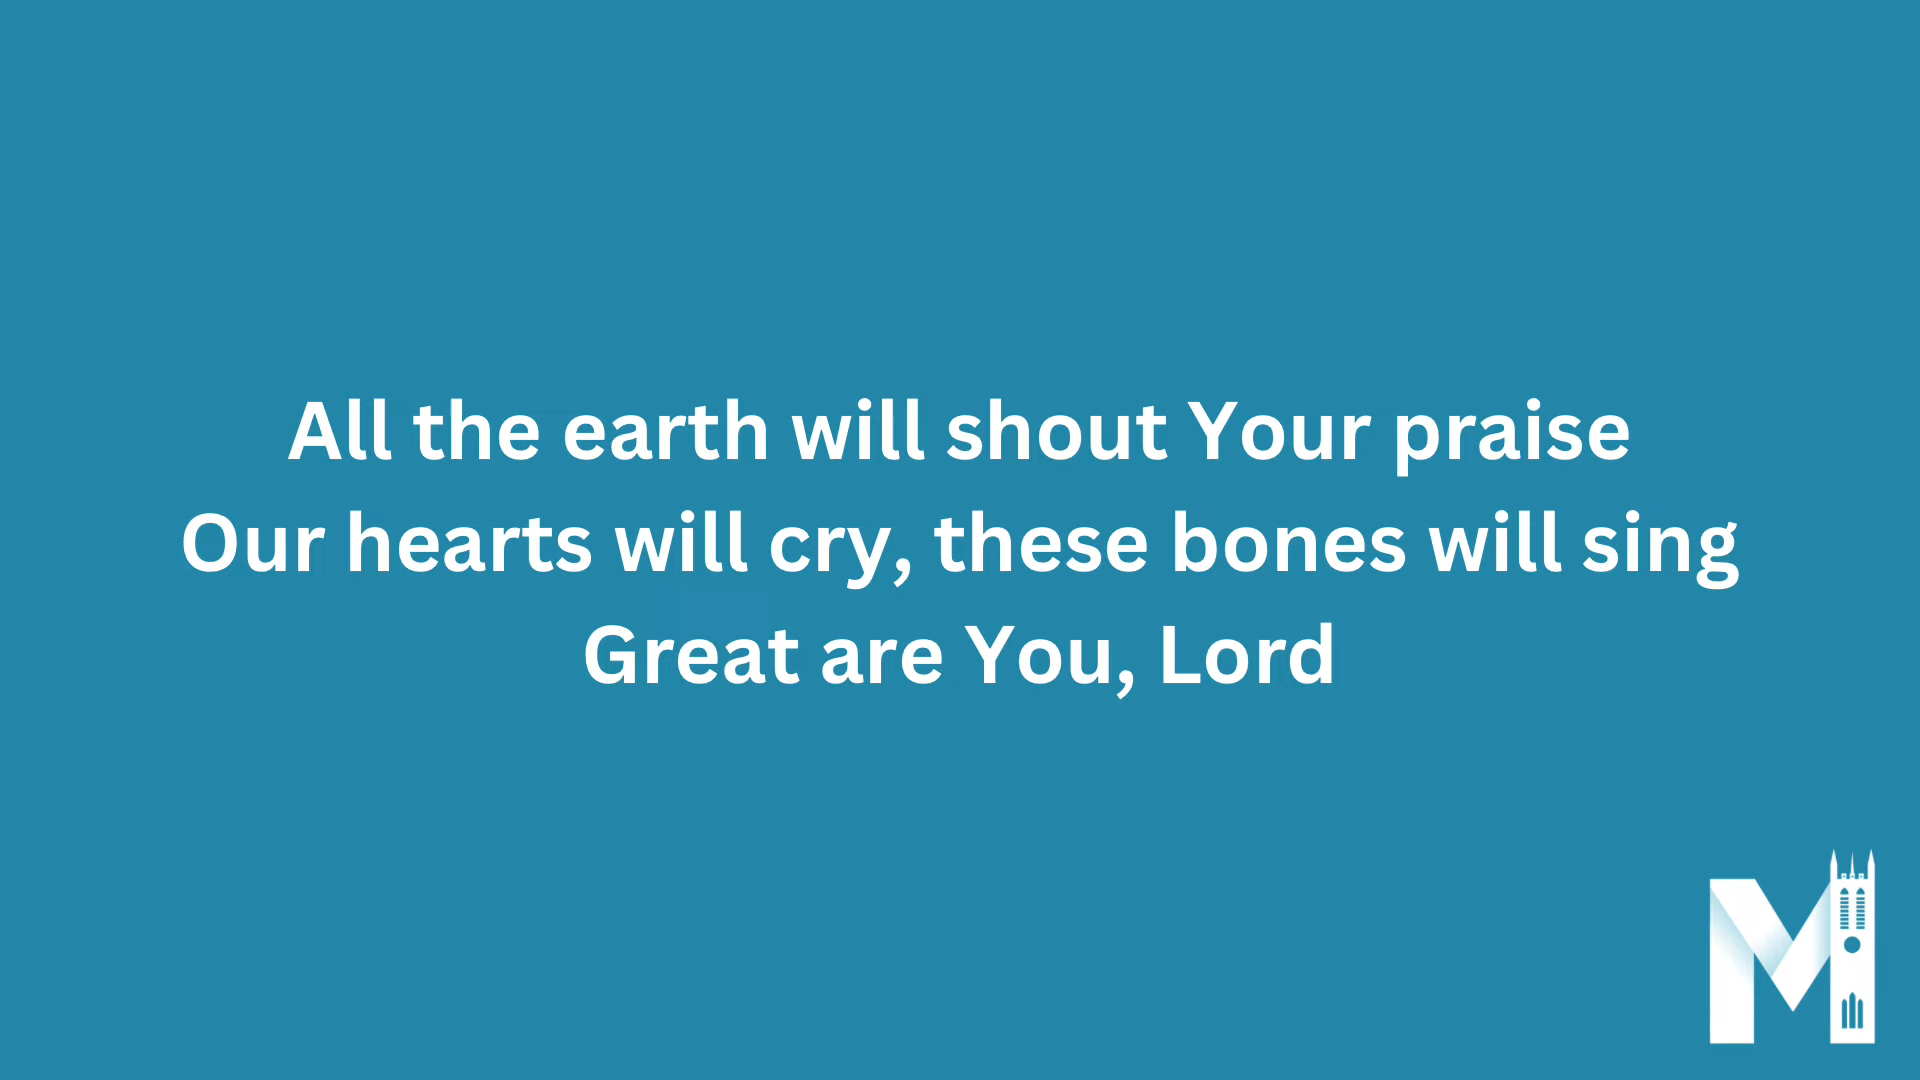 All the earth will shout Your praise
Our hearts will cry, these bones will sing
Great are You, Lord
M